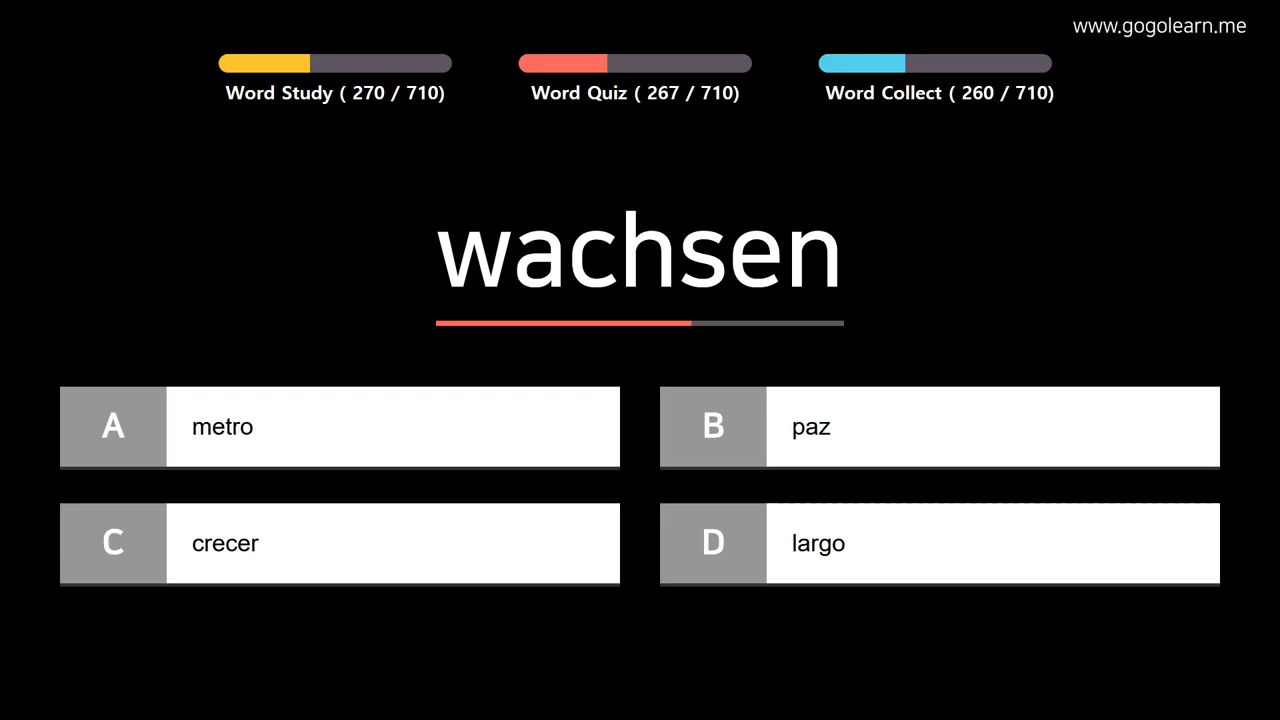 www.gogolearn.me
Word Study ( 270 / 710)
Word Quiz ( 267 / 710)
Word Collect ( 260 / 710)
wachsen
A metro
B paz
C crecer
D largo